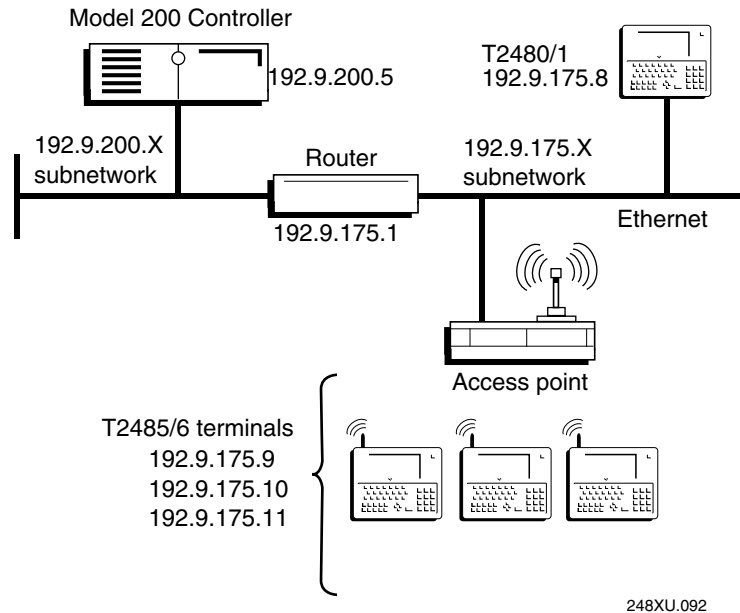 Model 200 Controller
192.9.200.5
T2480/1
192.9.175.8
192.9.200.X
subnetwork
Router
192.9.175.1
192.9.175.X
subnetwork
Ethernet
Access point
T2485/6 terminals
192.9.175.9
192.9.175.10
192.9.175.11
248XU.092